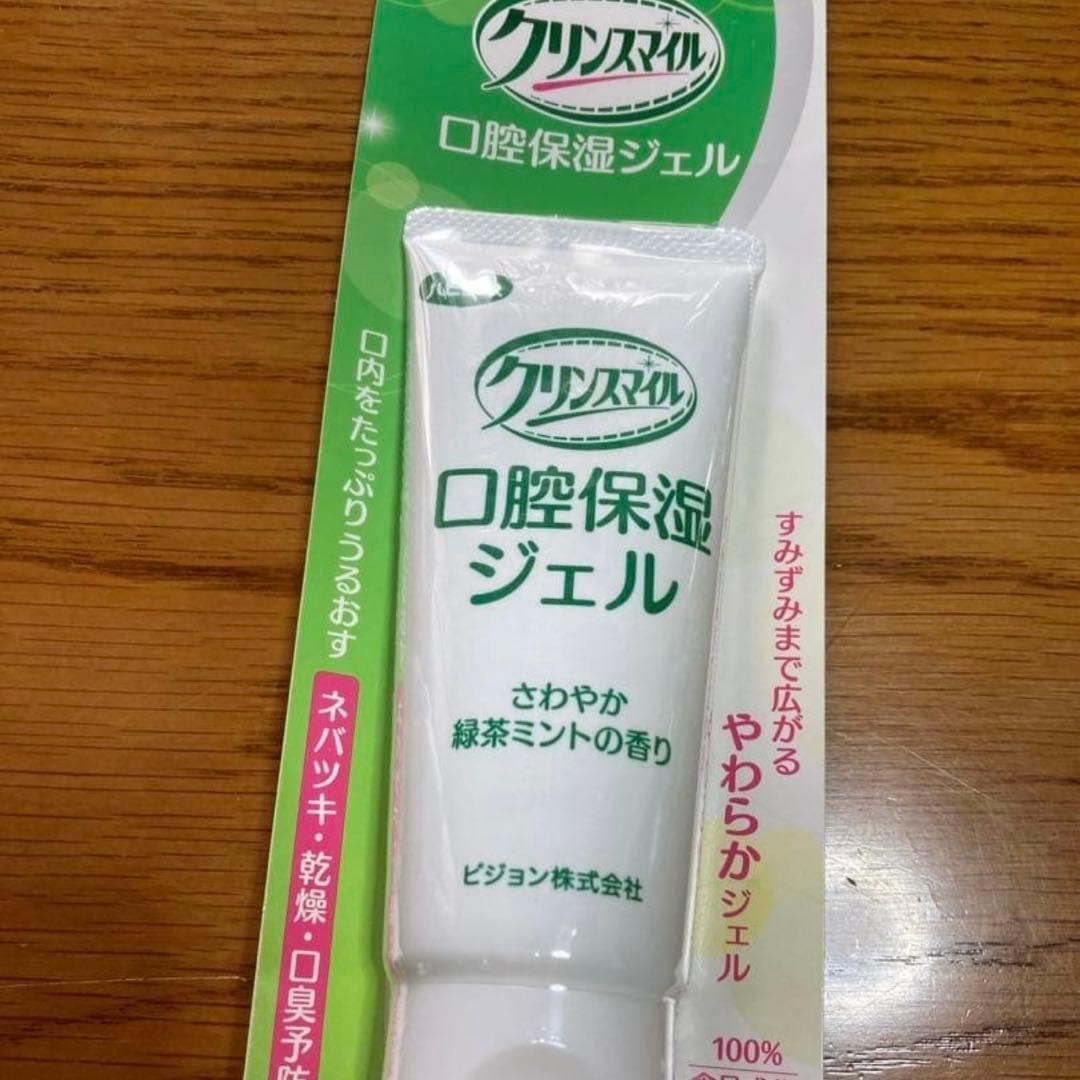 クリンスマイル
口腔保湿ジェル
口内をたっぷりうるおす
ネバツキ・乾燥・口臭予防
クリンスマイル
口腔保湿
ジェル
さわやか
緑茶ミントの香り
ピジョン株式会社
すみずみまで広がる
やわらかジェル
100%